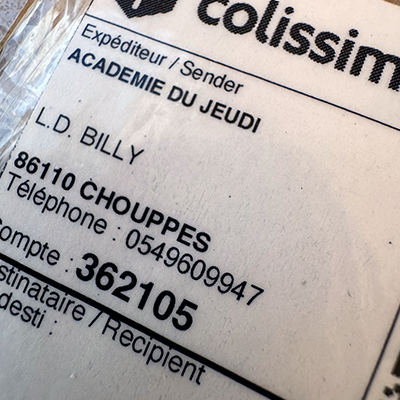 colissim
Expéditeur / Sender
ACADEMIE DU JEUDI
L.D. BILLY
86110 CHOUPPES
Téléphone : 0549609947
ompte : 362105
stinataire / Recipient
desti :